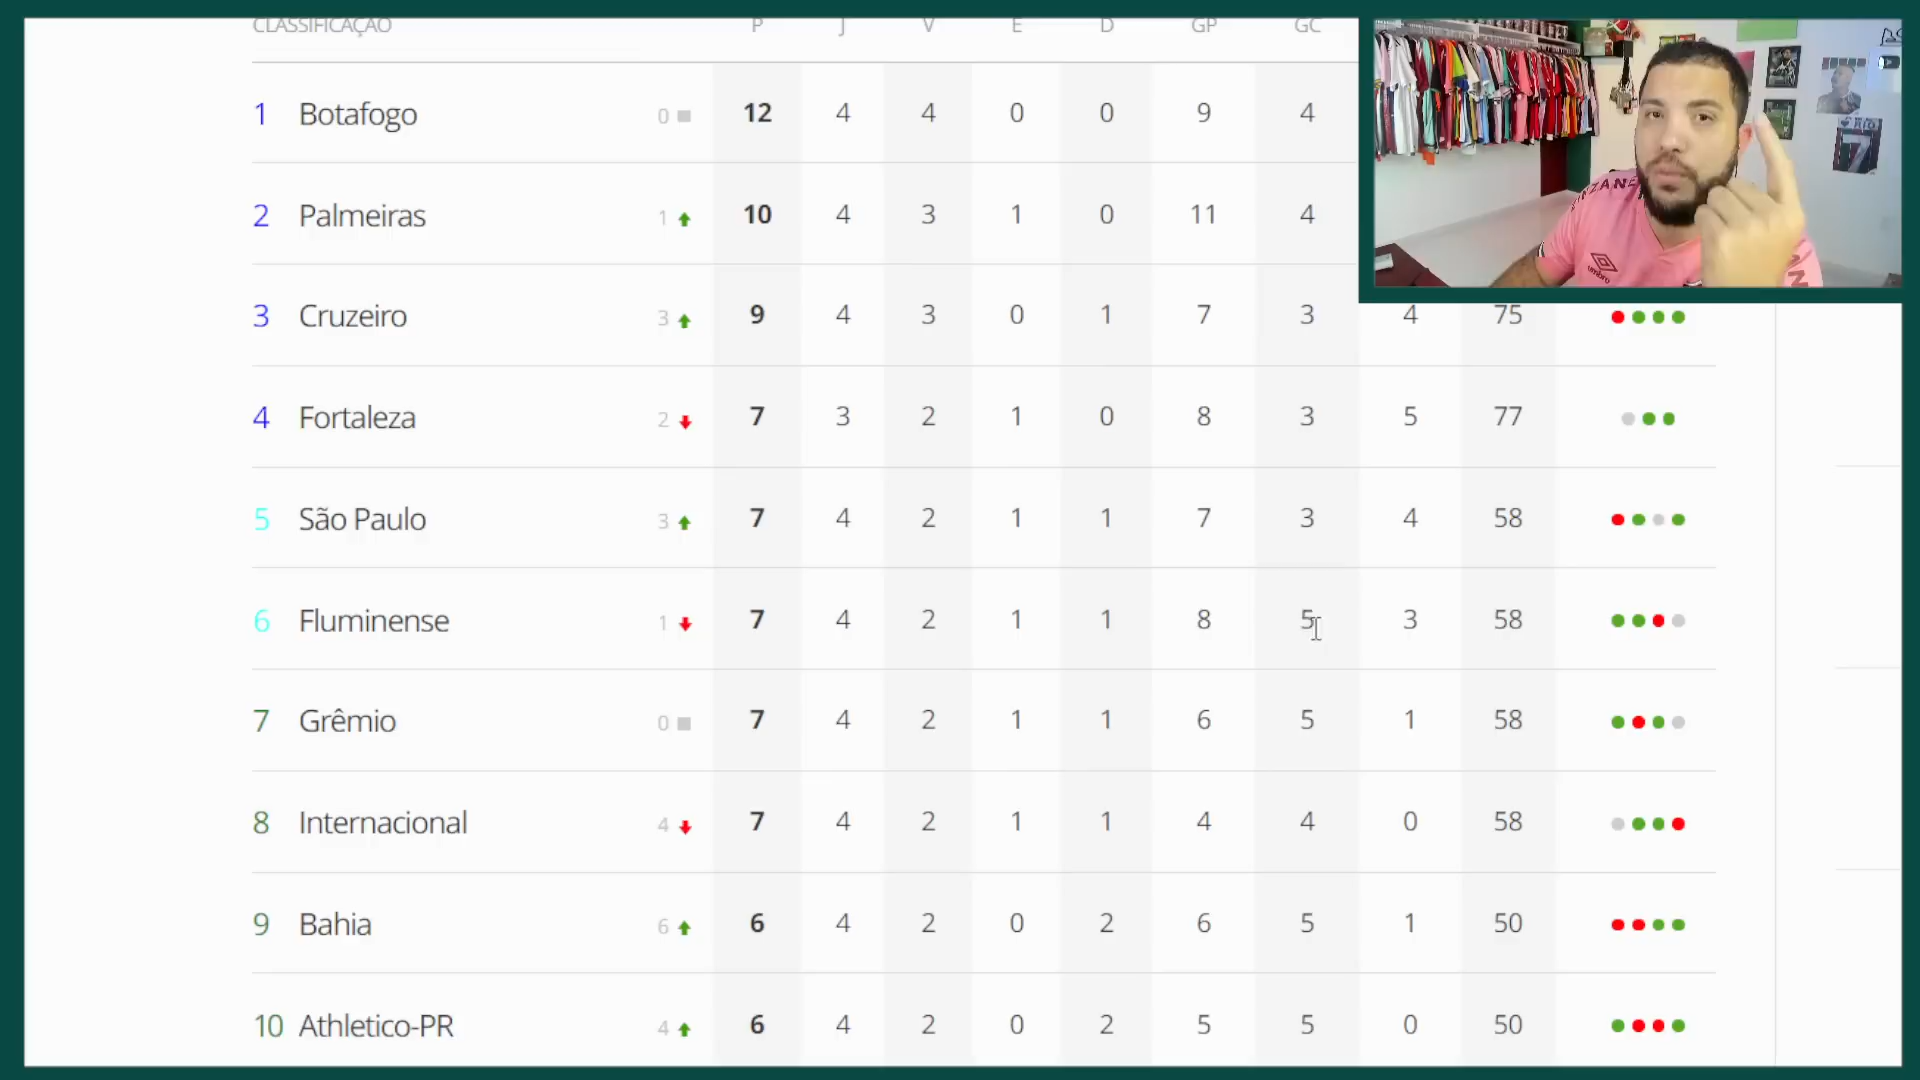 CLASSIFICAÇÃO P J V E D GP GC
1 Botafogo 0 12 4 4 0 0 9 4
2 Palmeiras 1 10 4 3 1 0 11 4
3 Cruzeiro 3 9 4 3 0 1 7 3 4 75
4 Fortaleza 2 7 3 2 1 0 8 3 5 77
5 São Paulo 3 7 4 2 1 1 7 3 4 58
6 Fluminense 1 7 4 2 1 1 8 5 3 58
7 Grêmio 0 7 4 2 1 1 6 5 1 58
8 Internacional 4 7 4 2 1 1 4 4 0 58
9 Bahia 6 6 4 2 0 2 6 5 1 50
10 Athletico-PR 4 6 4 2 0 2 5 5 0 50
umbro
7